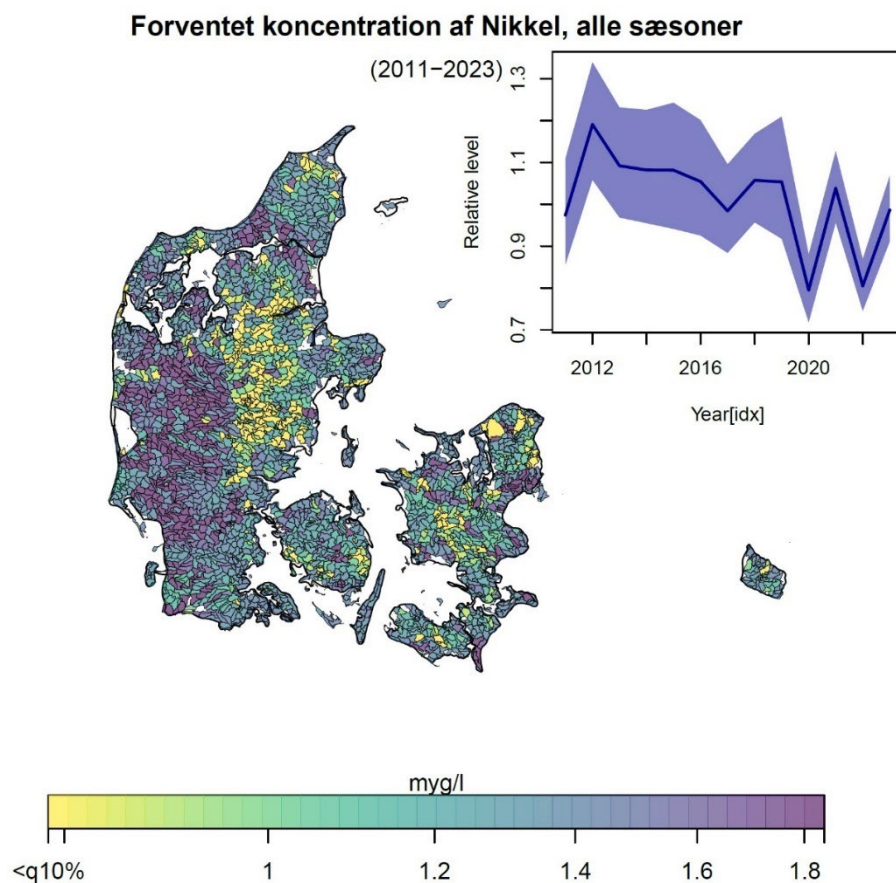 Forventet koncentration af Nikkel, alle sæsoner
(2011−2023)
Relative level
1.3
1.1
0.9
0.7
2012 2016 2020
Year[idx]
myg/l
<q10% 1 1.2 1.4 1.6 1.8